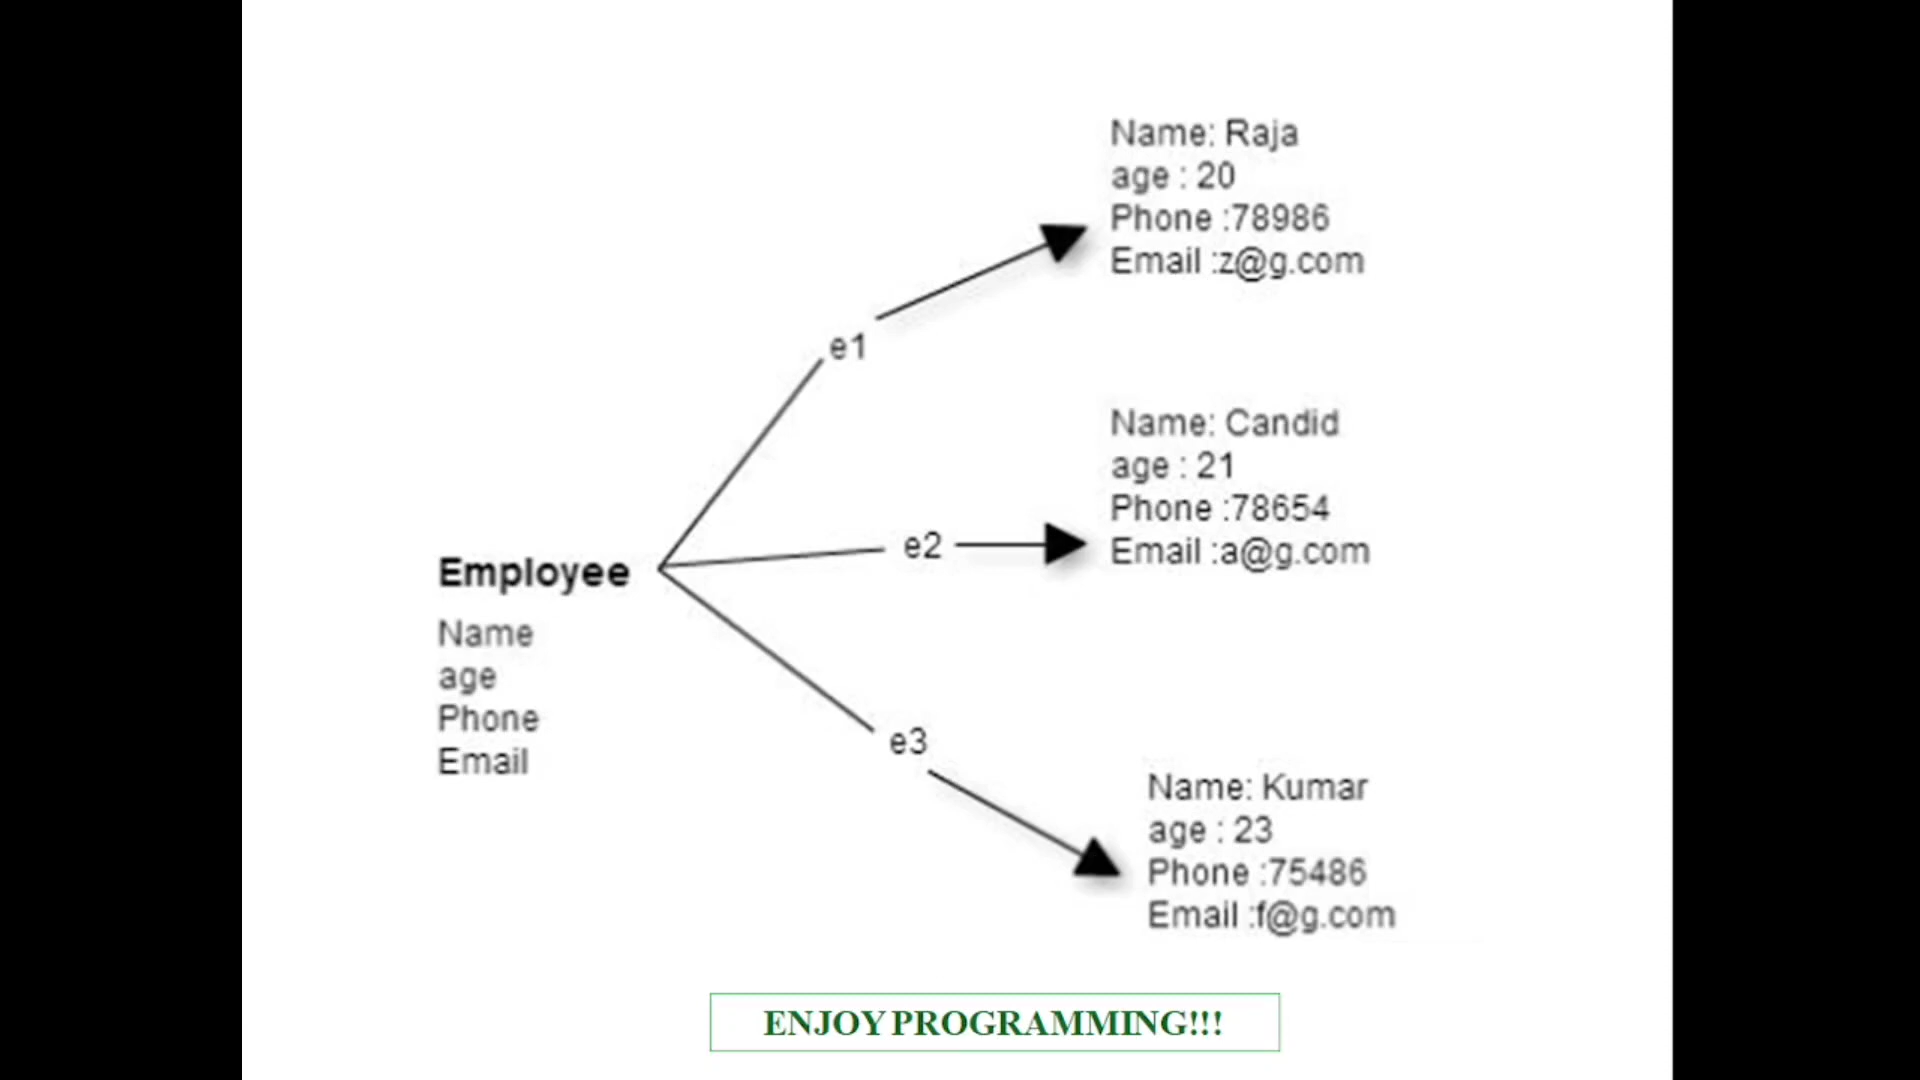 Name: Raja
age : 20
Phone :78986
Email :z@g.com
e1
Name: Candid
age : 21
Phone :78654
Email :a@g.com
e2
Employee
Name
age
Phone
Email
e3
Name: Kumar
age : 23
Phone :75486
Email :f@g.com
ENJOY PROGRAMMING!!!